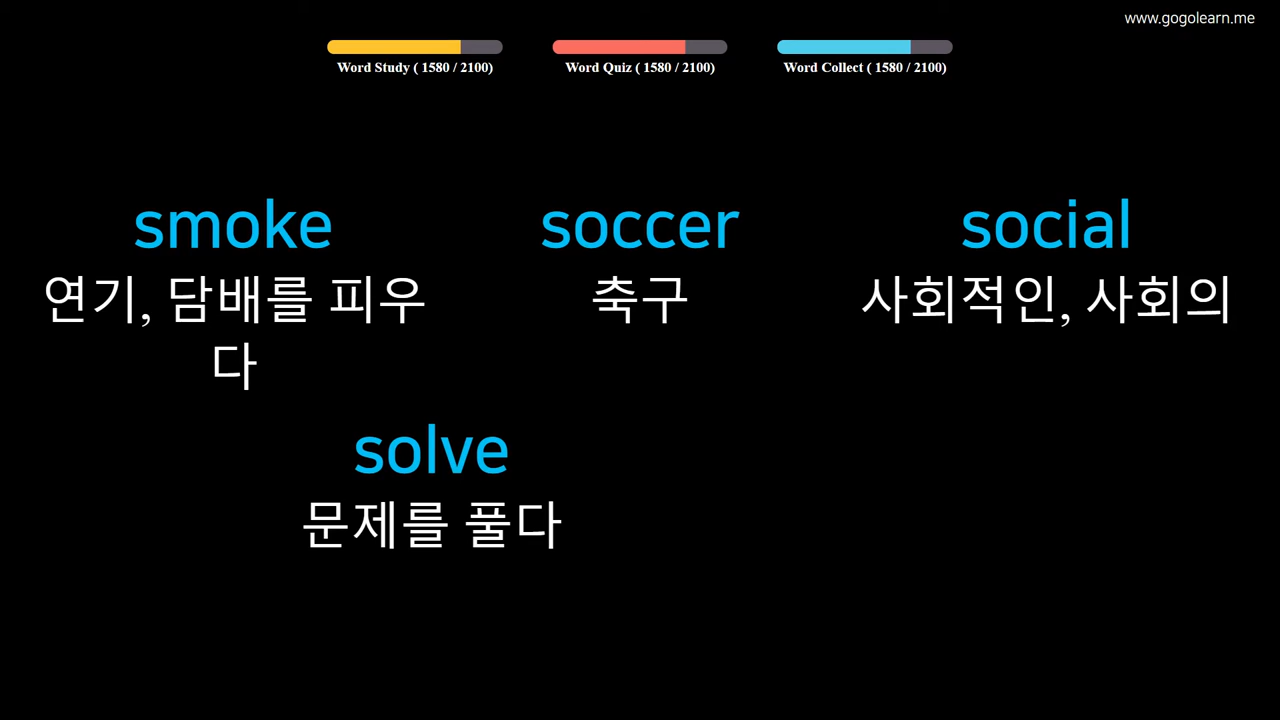 www.gogolearn.me
Word Study ( 1580 / 2100)
Word Quiz ( 1580 / 2100)
Word Collect ( 1580 / 2100)
smoke
연기, 담배를 피우
다
soccer
축구
social
사회적인, 사회의
solve
문제를 풀다